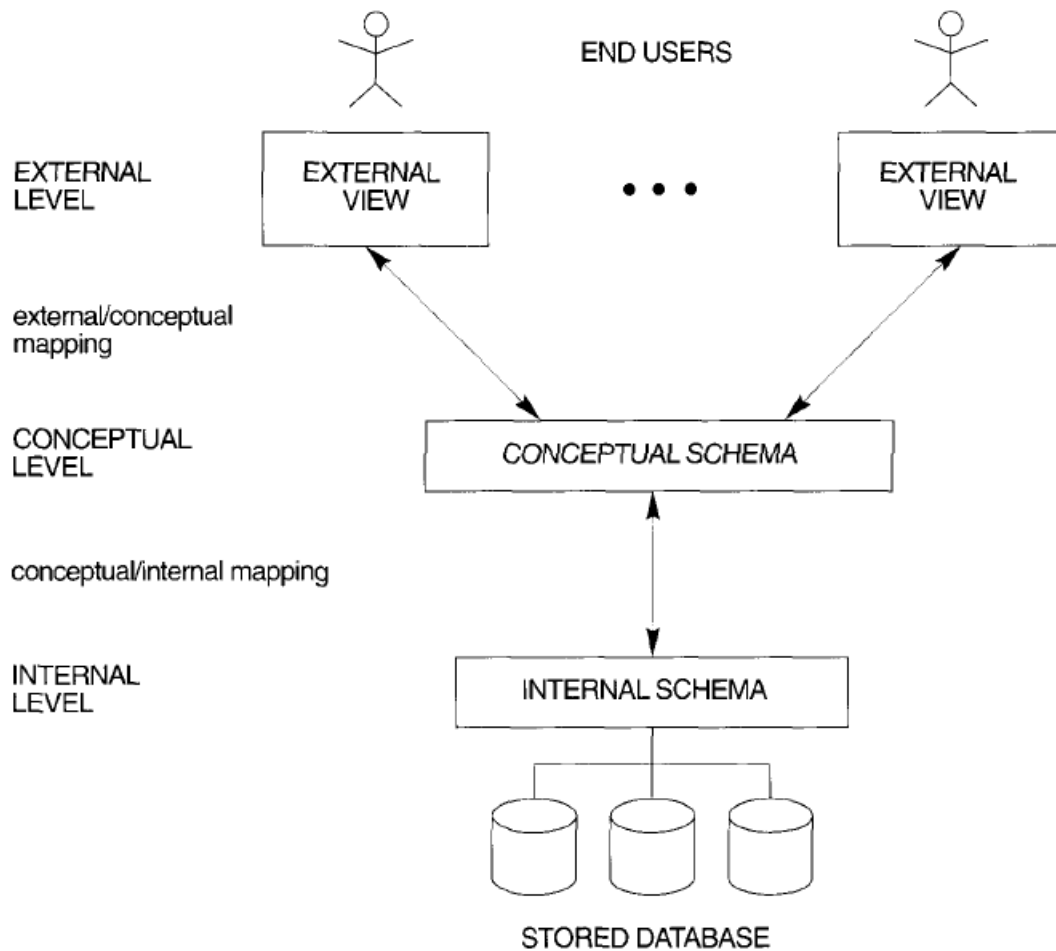 END USERS
EXTERNAL
LEVEL
EXTERNAL
VIEW
EXTERNAL
VIEW
external/conceptual
mapping
CONCEPTUAL
LEVEL
CONCEPTUAL SCHEMA
conceptual/internal mapping
INTERNAL
LEVEL
INTERNAL SCHEMA
STORED DATABASE